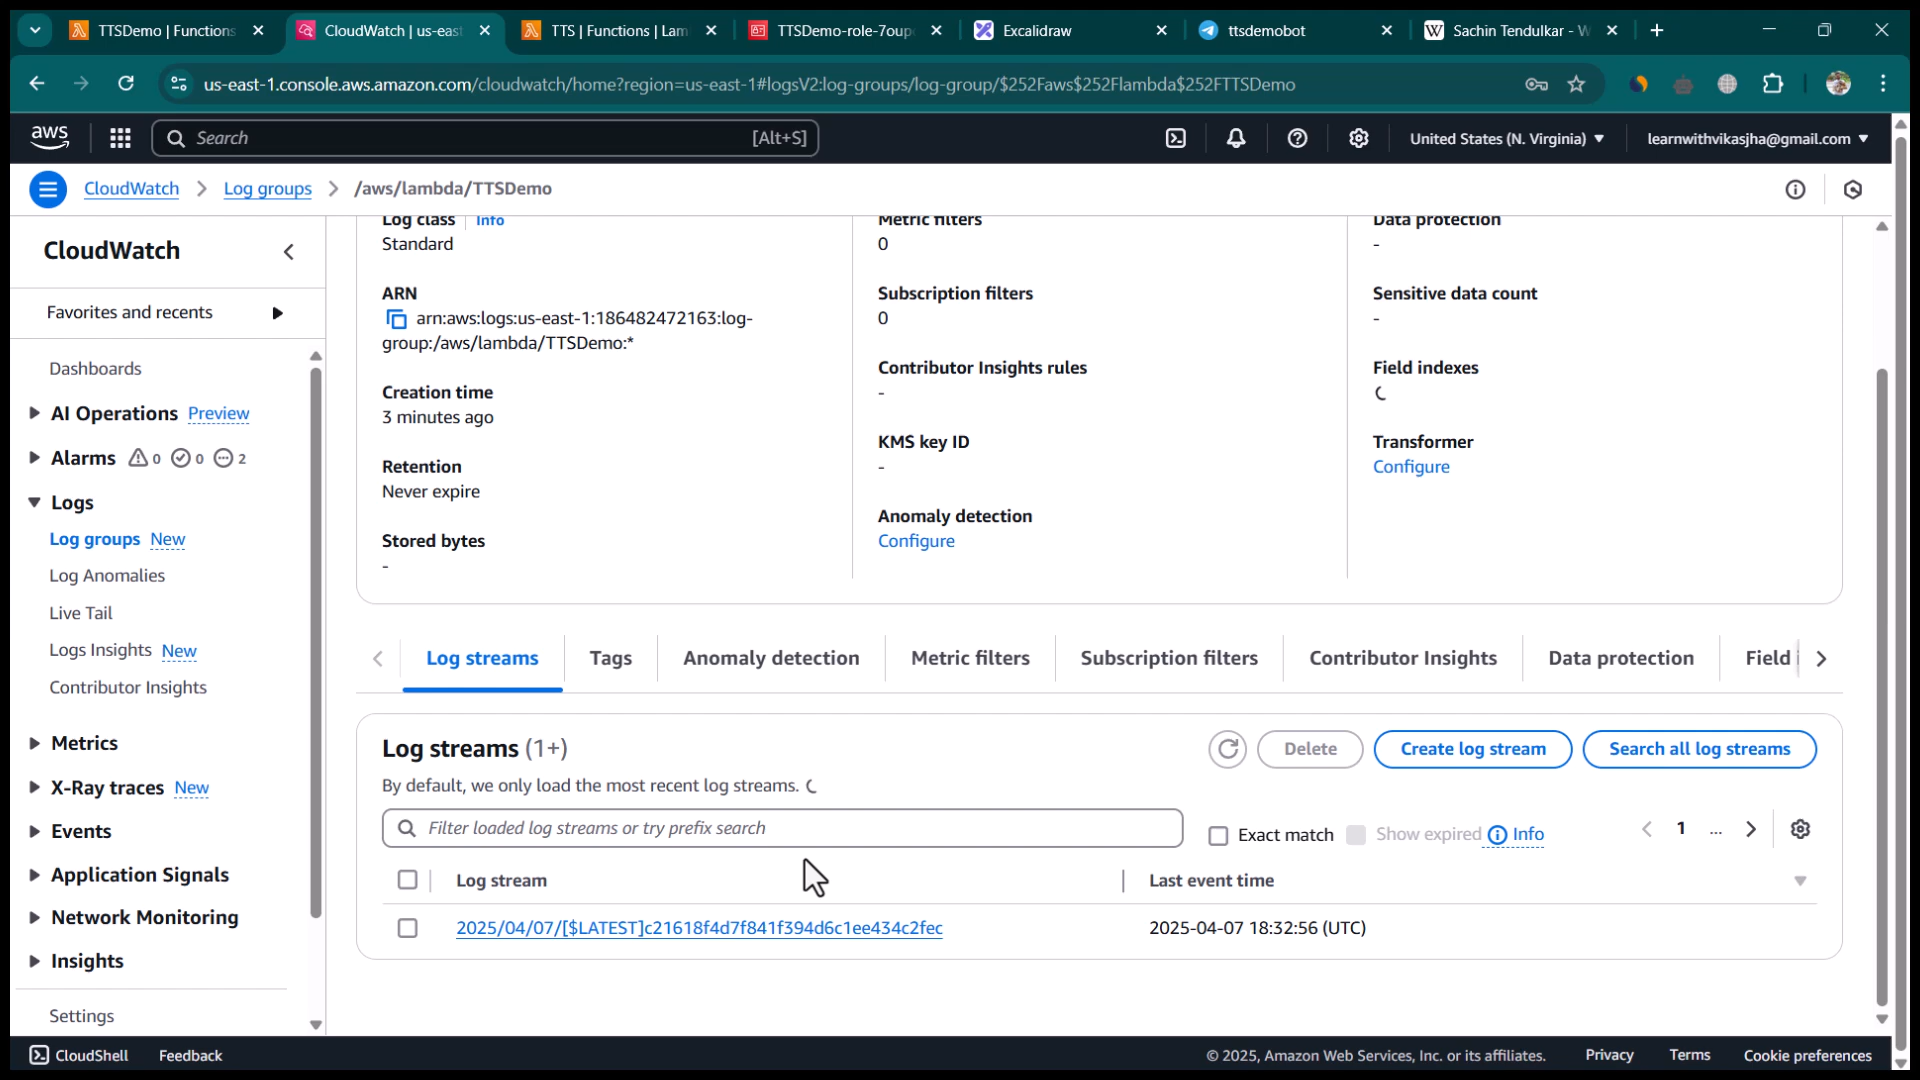 TTSDemo | Functions
CloudWatch | us-east
TTS | Functions | Lam
TTSDemo-role-7oup
Excalidraw
ttsdemobot
Sachin Tendulkar - W
us-east-1.console.aws.amazon.com/cloudwatch/home?region=us-east-1#logsV2:log-groups/log-group/$252Faws$252Flambda$252FTTSDemo
aws
Search
[Alt+S]
United States (N. Virginia)
learnwithvikasjha@gmail.com
CloudWatch
Log groups
/aws/lambda/TTSDemo
CloudWatch
Favorites and recents
Dashboards
AI Operations Preview
Alarms 0 0 2
Logs
Log groups New
Log Anomalies
Live Tail
Logs Insights New
Contributor Insights
Metrics
X-Ray traces New
Events
Application Signals
Network Monitoring
Insights
Settings
Log class Info
Standard
ARN
arn:aws:logs:us-east-1:186482472163:log-
group:/aws/lambda/TTSDemo:*
Creation time
3 minutes ago
Retention
Never expire
Stored bytes
-
Metric filters
0
Subscription filters
0
Contributor Insights rules
-
KMS key ID
-
Anomaly detection
Configure
Data protection
-
Sensitive data count
-
Field indexes
Transformer
Configure
Log streams
Tags
Anomaly detection
Metric filters
Subscription filters
Contributor Insights
Data protection
Field i
Log streams (1+)
Delete
Create log stream
Search all log streams
By default, we only load the most recent log streams.
Filter loaded log streams or try prefix search
Exact match
Show expired
Info
1 ...
Log stream
Last event time
2025/04/07/[$LATEST]c21618f4d7f841f394d6c1ee434c2fec
2025-04-07 18:32:56 (UTC)
CloudShell
Feedback
© 2025, Amazon Web Services, Inc. or its affiliates.
Privacy
Terms
Cookie preferences